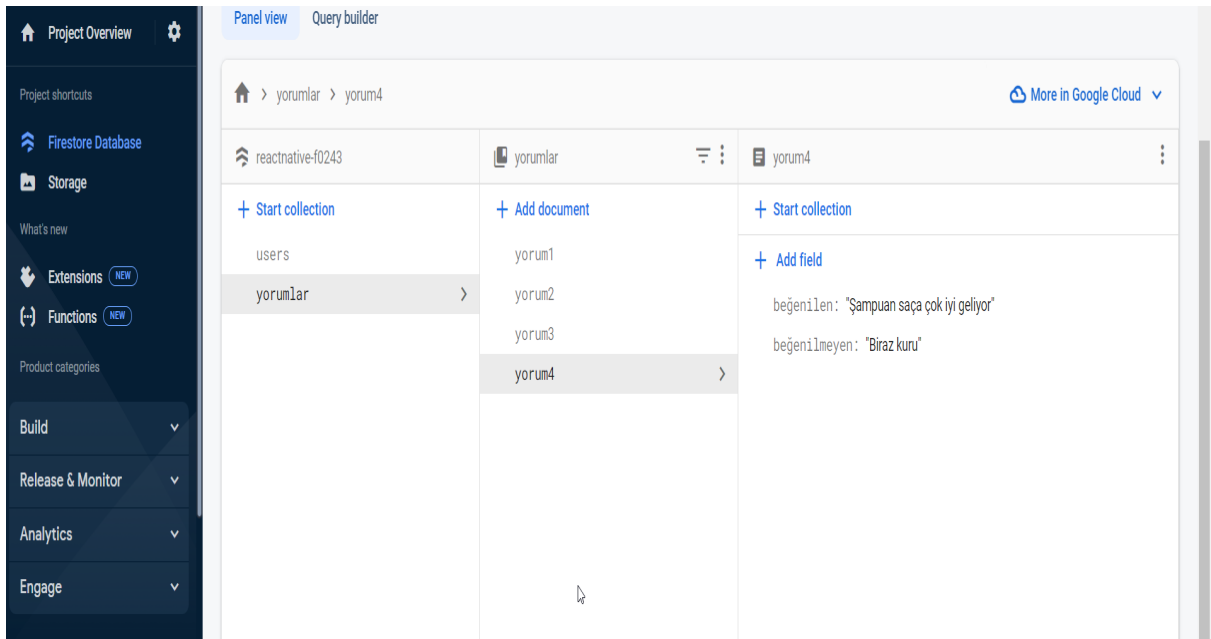 Project Overview
Project shortcuts
Firestore Database
Storage
What's new
Extensions NEW
Functions NEW
Product categories
Build
Release & Monitor
Analytics
Engage
Panel view Query builder
yorumlar > yorum4
More in Google Cloud
reactnative-f0243
+ Start collection
users
yorumlar
yorumlar
+ Add document
yorum1
yorum2
yorum3
yorum4
yorum4
+ Start collection
+ Add field
beğenilen: "Şampuan saça çok iyi geliyor"
beğenilmeyen: "Biraz kuru"